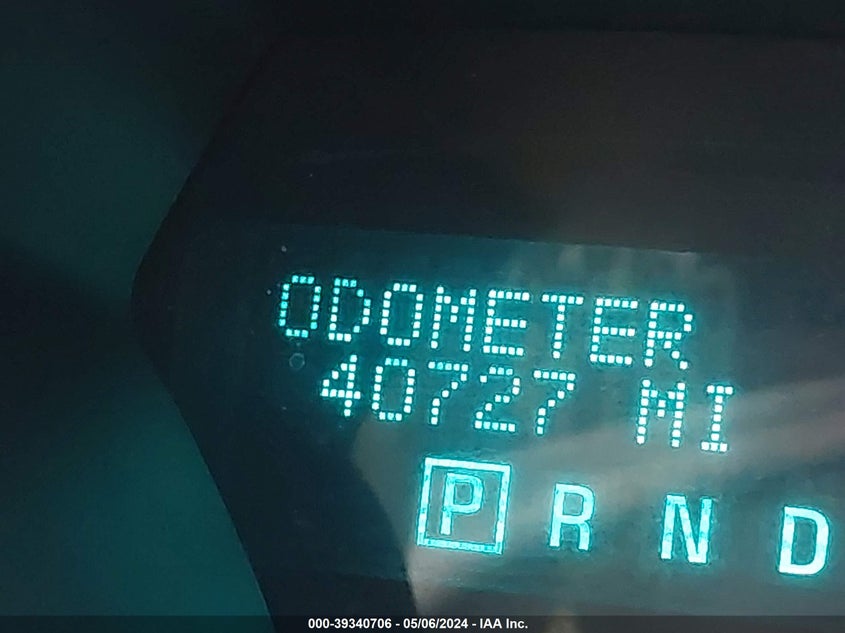 ODOMETER
40727 MI
P R N D
000-39340706 - 05/06/2024 - IAA Inc.